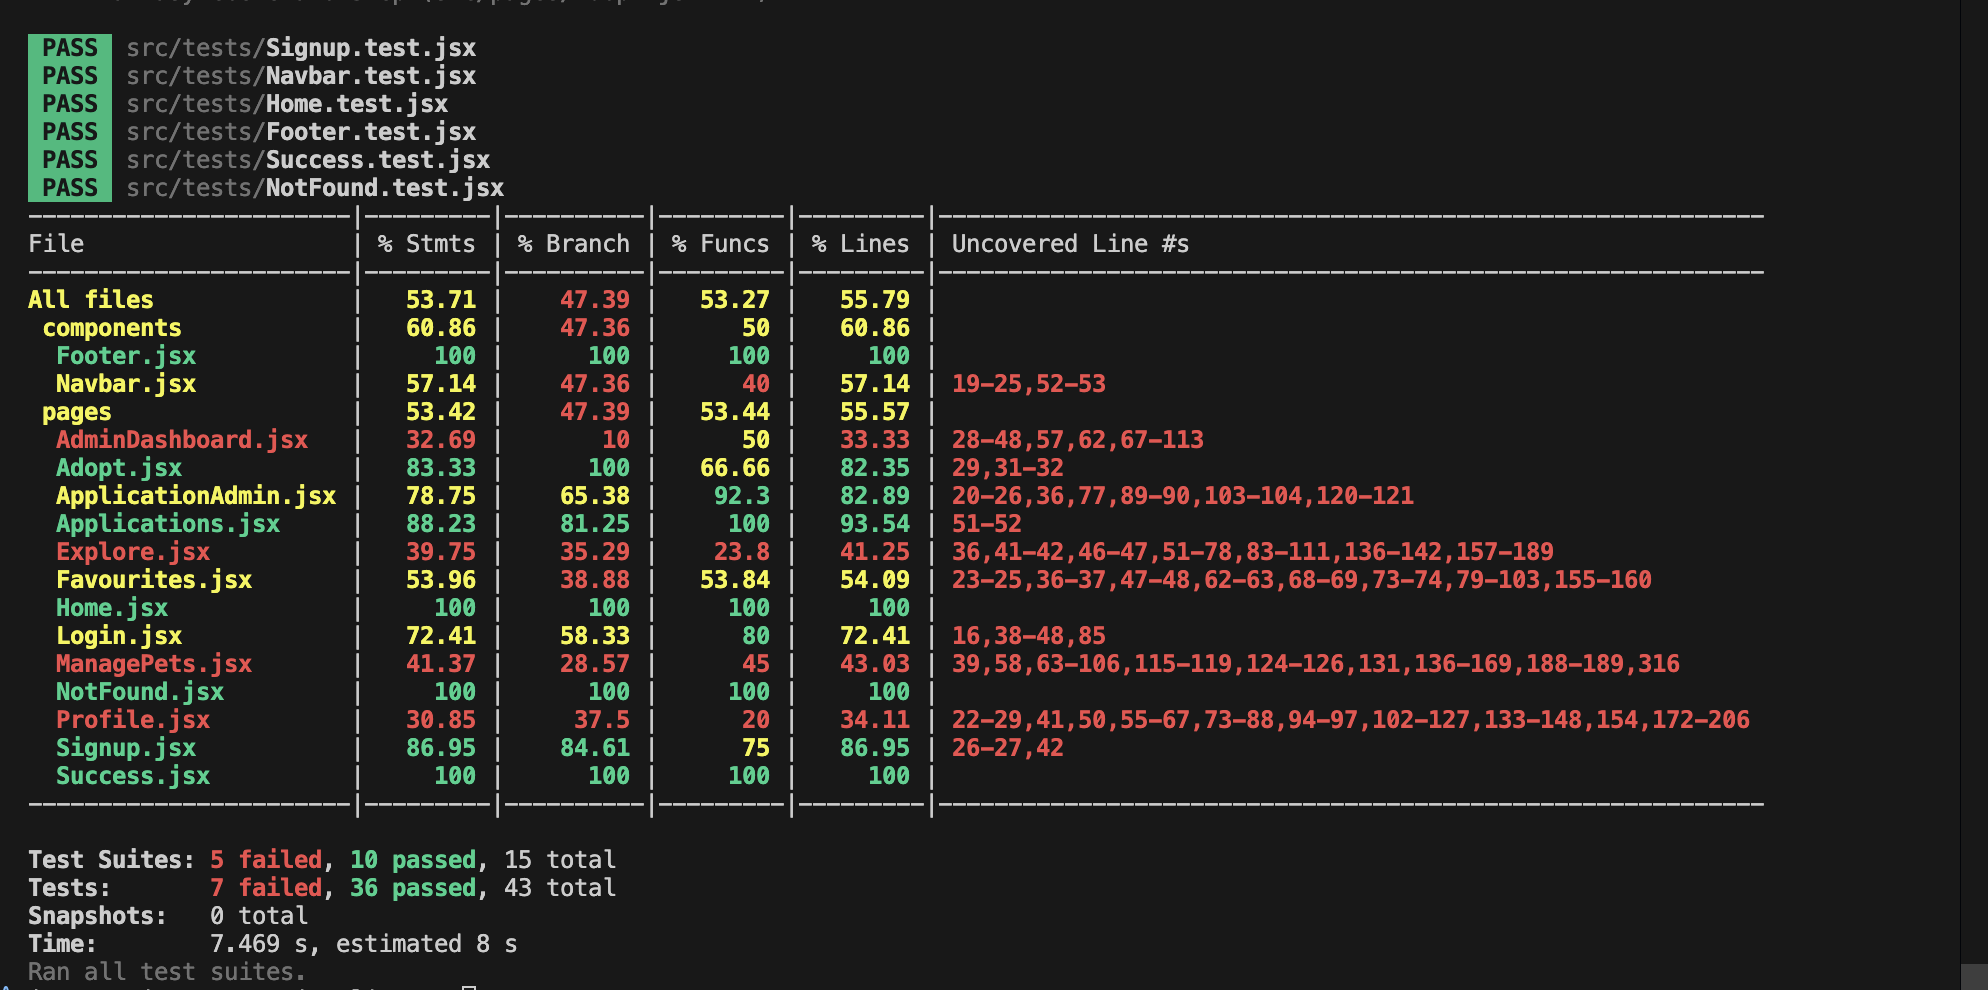 PASS src/tests/Signup.test.jsx
PASS src/tests/Navbar.test.jsx
PASS src/tests/Home.test.jsx
PASS src/tests/Footer.test.jsx
PASS src/tests/Success.test.jsx
PASS src/tests/NotFound.test.jsx
File | % Stmts | % Branch | % Funcs | % Lines | Uncovered Line #s
All files | 53.71 | 47.39 | 53.27 | 55.79 |
components | 60.86 | 47.36 | 50 | 60.86 |
Footer.jsx | 100 | 100 | 100 | 100 |
Navbar.jsx | 57.14 | 47.36 | 40 | 57.14 | 19-25,52-53
pages | 53.42 | 47.39 | 53.44 | 55.57 |
AdminDashboard.jsx | 32.69 | 10 | 50 | 33.33 | 28-48,57,62,67-113
Adopt.jsx | 83.33 | 100 | 66.66 | 82.35 | 29,31-32
ApplicationAdmin.jsx | 78.75 | 65.38 | 92.3 | 82.89 | 20-26,36,77,89-90,103-104,120-121
Applications.jsx | 88.23 | 81.25 | 100 | 93.54 | 51-52
Explore.jsx | 39.75 | 35.29 | 23.8 | 41.25 | 36,41-42,46-47,51-78,83-111,136-142,157-189
Favourites.jsx | 53.96 | 38.88 | 53.84 | 54.09 | 23-25,36-37,47-48,62-63,68-69,73-74,79-103,155-160
Home.jsx | 100 | 100 | 100 | 100 |
Login.jsx | 72.41 | 58.33 | 80 | 72.41 | 16,38-48,85
ManagePets.jsx | 41.37 | 28.57 | 45 | 43.03 | 39,58,63-106,115-119,124-126,131,136-169,188-189,316
NotFound.jsx | 100 | 100 | 100 | 100 |
Profile.jsx | 30.85 | 37.5 | 20 | 34.11 | 22-29,41,50,55-67,73-88,94-97,102-127,133-148,154,172-206
Signup.jsx | 86.95 | 84.61 | 75 | 86.95 | 26-27,42
Success.jsx | 100 | 100 | 100 | 100 |
Test Suites: 5 failed, 10 passed, 15 total
Tests: 7 failed, 36 passed, 43 total
Snapshots: 0 total
Time: 7.469 s, estimated 8 s
Ran all test suites.